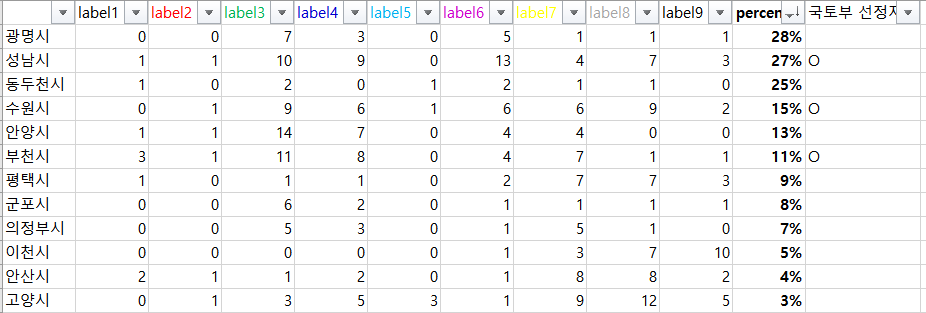 label1 label2 label3 label4 label5 label6 label7 label8 label9 percen 국토부 선정지
광명시 0 0 7 3 0 5 1 1 1 28%
성남시 1 1 10 9 0 13 4 7 3 27% O
동두천시 1 0 2 0 1 2 1 1 0 25%
수원시 0 1 9 6 1 6 6 9 2 15% O
안양시 1 1 14 7 0 4 4 0 0 13%
부천시 3 1 11 8 0 4 7 1 1 11% O
평택시 1 0 1 1 0 2 7 7 3 9%
군포시 0 0 6 2 0 1 1 1 1 8%
의정부시 0 0 5 3 0 1 5 1 0 7%
이천시 0 0 0 0 0 1 3 7 10 5%
안산시 2 1 1 2 0 1 8 8 2 4%
고양시 0 1 3 5 3 1 9 12 5 3%